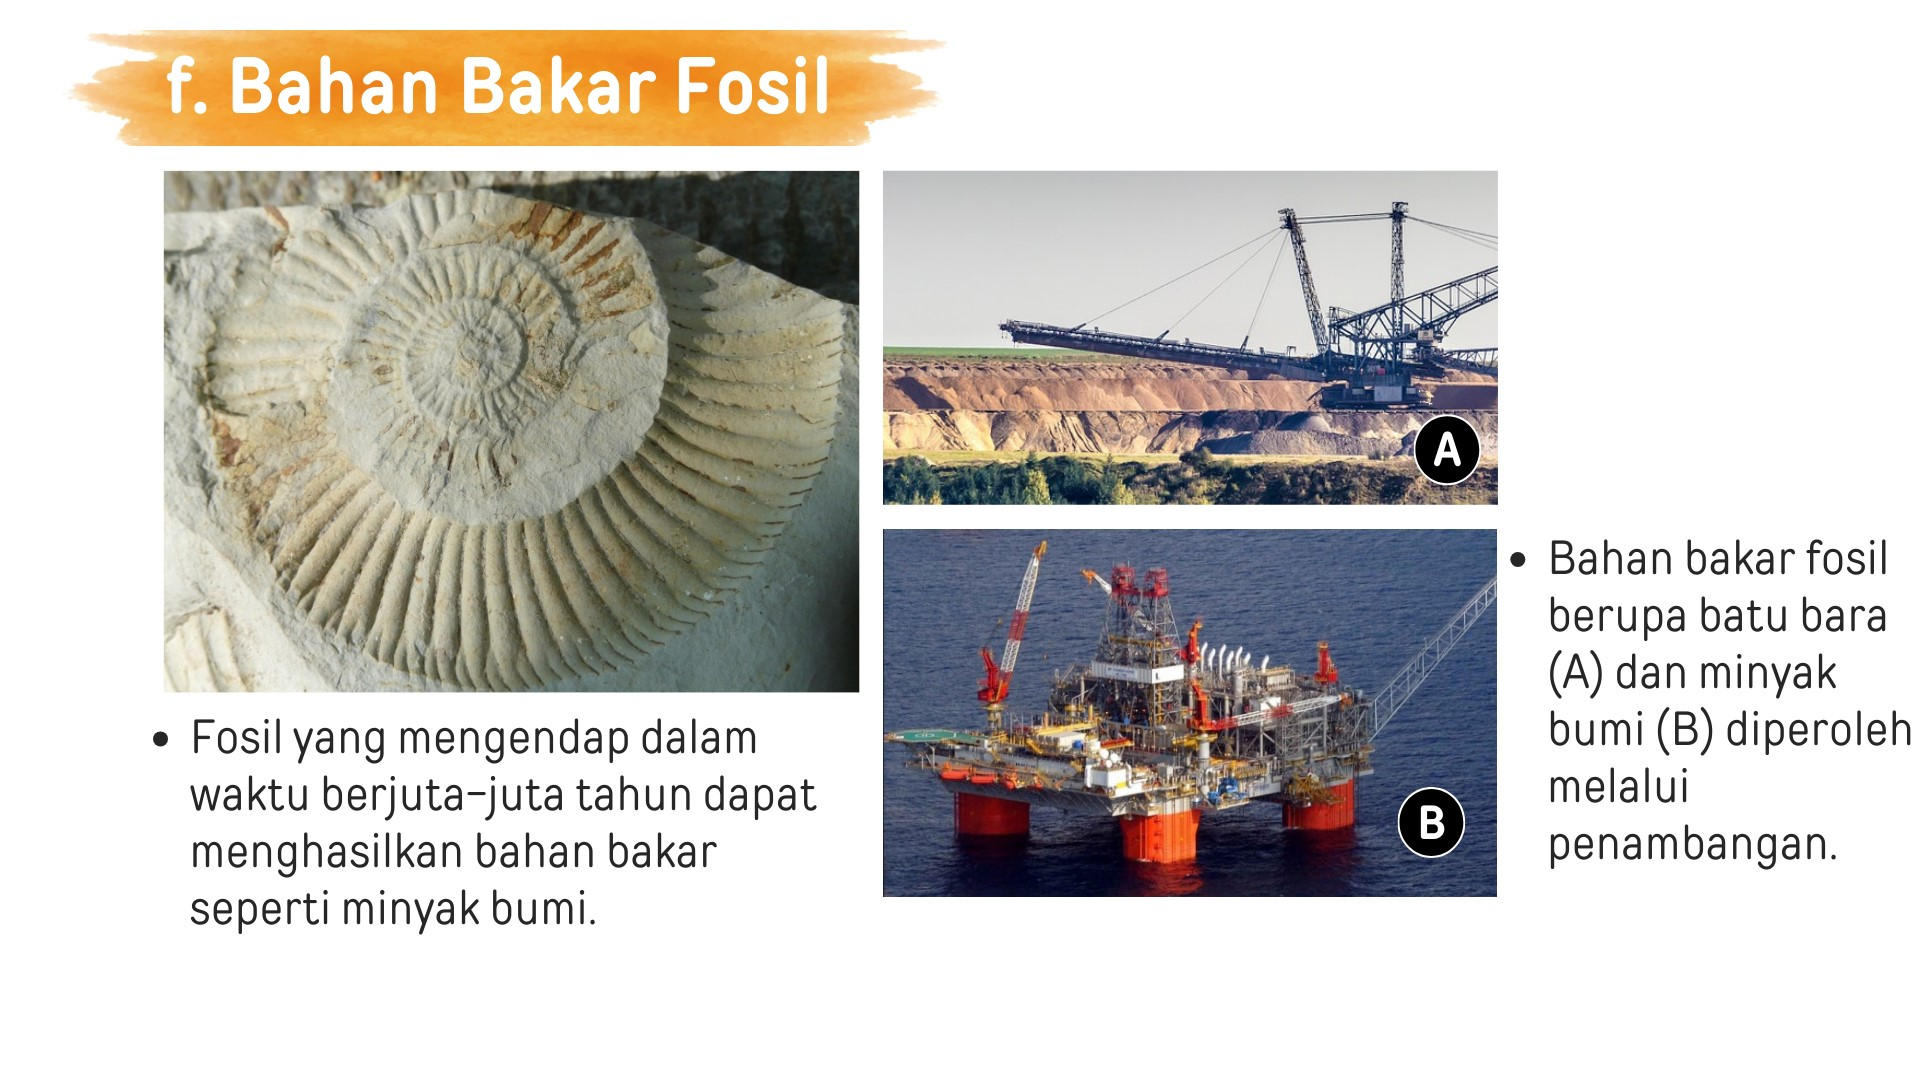 f. Bahan Bakar Fosil
A
B
Fosil yang mengendap dalam
waktu berjuta-juta tahun dapat
menghasilkan bahan bakar
seperti minyak bumi.
Bahan bakar fosil
berupa batu bara
(A) dan minyak
bumi (B) diperoleh
melalui
penambangan.